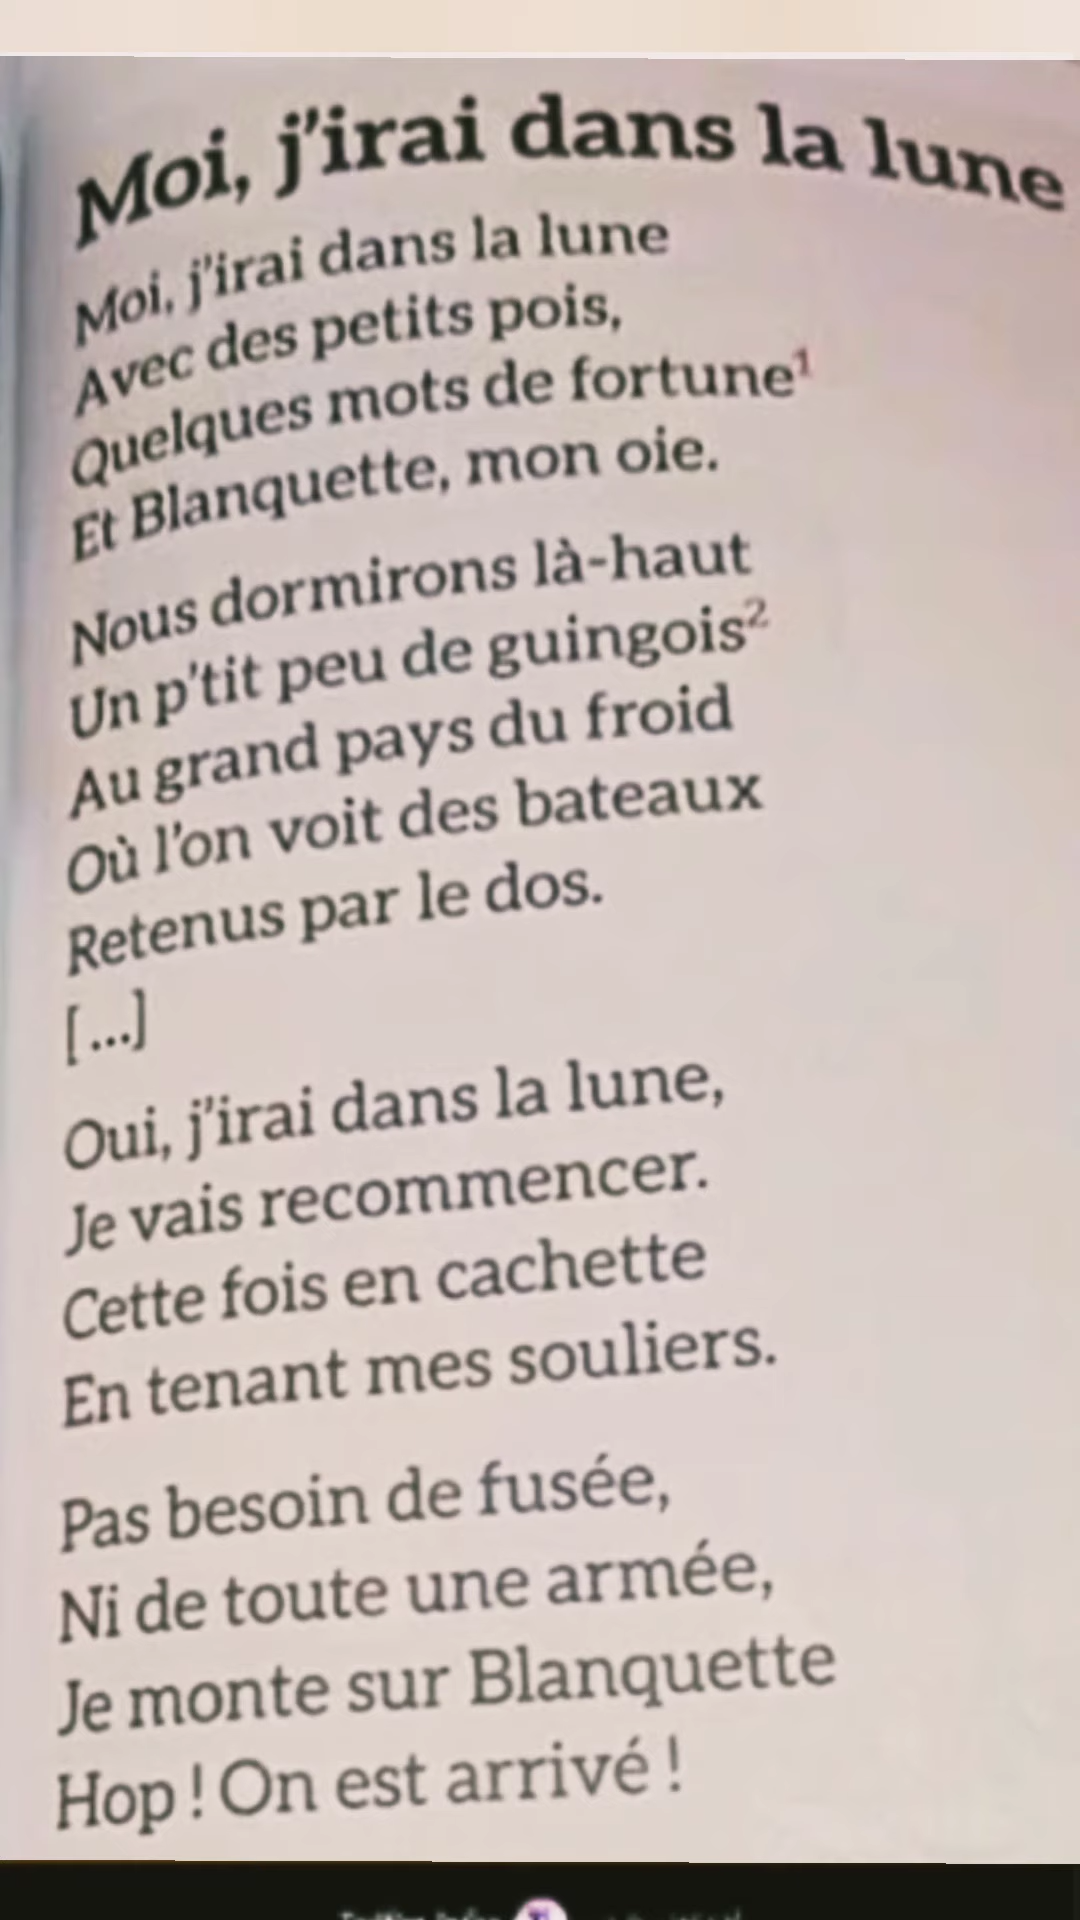 Moi, j'irai dans la lune
Moi, j'irai dans la lune
Avec des petits pois,
Quelques mots de fortune¹
Et Blanquette, mon oie.
Nous dormirons là-haut
Un p'tit peu de guingois²
Au grand pays du froid
Où l'on voit des bateaux
Retenus par le dos.
[...]
Oui, j'irai dans la lune,
Je vais recommencer.
Cette fois en cachette
En tenant mes souliers.
Pas besoin de fusée,
Ni de toute une armée,
Je monte sur Blanquette
Hop ! On est arrivé !